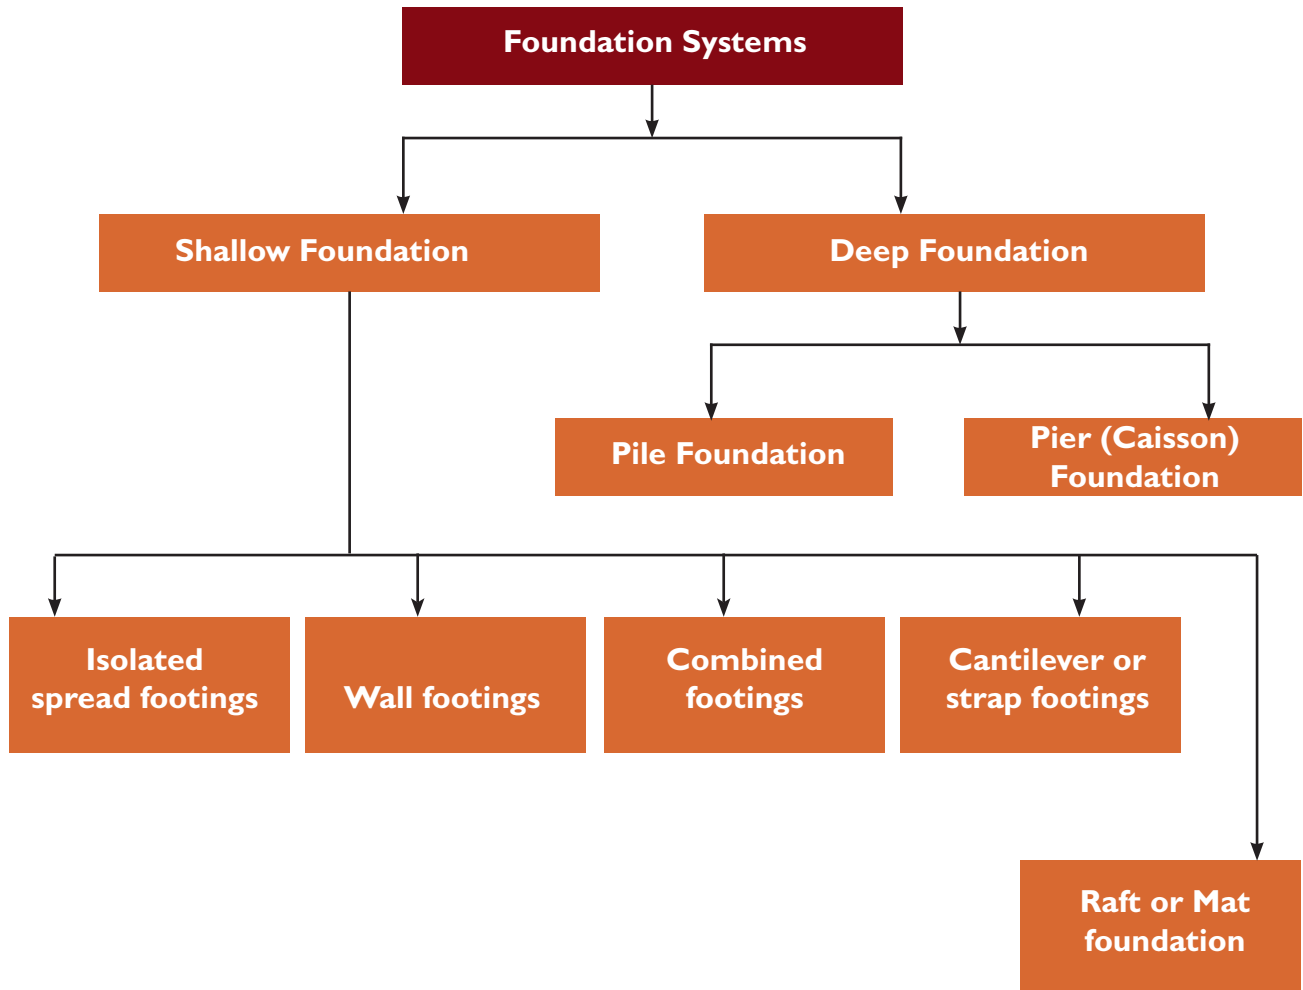 Foundation Systems
Shallow Foundation
Deep Foundation
Pile Foundation
Pier (Caisson)
Foundation
Isolated
spread footings
Wall footings
Combined
footings
Cantilever or
strap footings
Raft or Mat
foundation